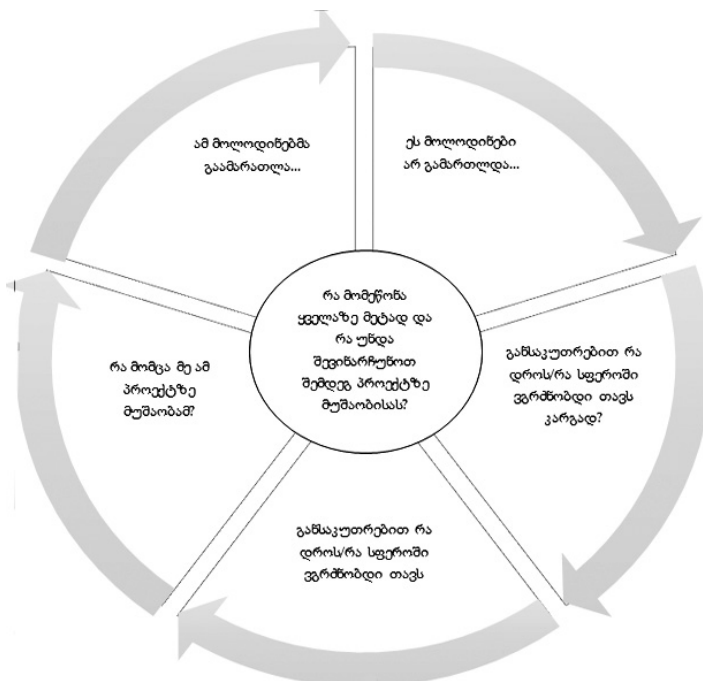 ამ მოლოდინებმა
გაამარათლა...
ეს მოლოდინები
არ გამართლდა...
რა მომეწონა
ყველაზე მეტად და
რა უნდა
შევინარჩუნოთ
შემდეგ პროექტზე
მუშაობისას?
განსაკუთრებით რა
დროს/რა სფეროში
ვგრძნობდი თავს
კარგად?
რა მომცა მე ამ
პროექტზე
მუშაობამ?
განსაკუთრებით რა
დროს/რა სფეროში
ვგრძნობდი თავს